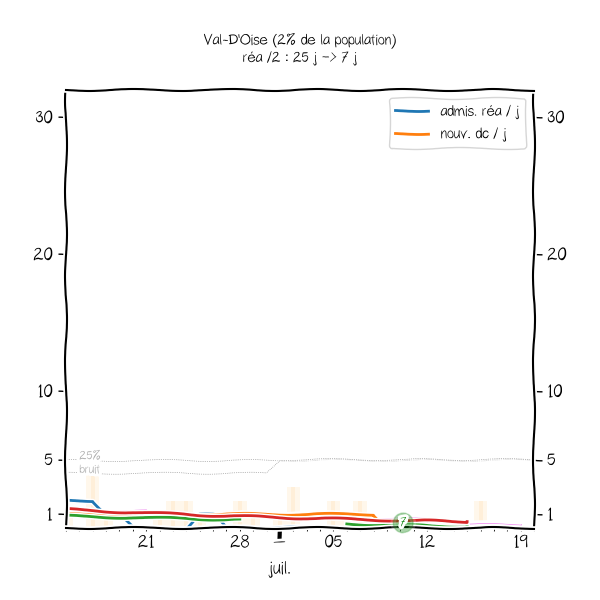 Val-D'Oise (2% de la population)
réa /2 : 25 j -> 7 j
admis. réa / j
nouv. dc / j
30 30
20 20
10 10
25%
5 5
bruit
1 1
7
21 28 1 05 12 19
juil.